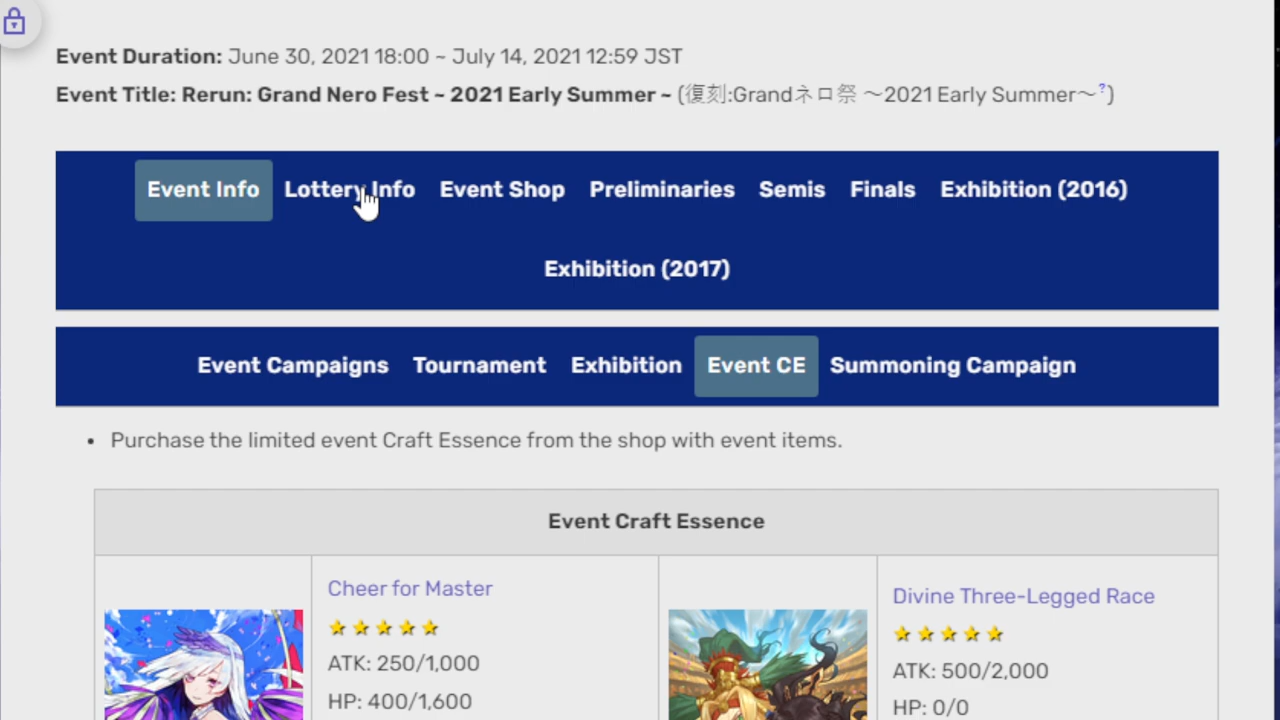 Event Duration: June 30, 2021 18:00 ~ July 14, 2021 12:59 JST
Event Title: Rerun: Grand Nero Fest ~ 2021 Early Summer ~ (復刻:Grandネロ祭 ～2021 Early Summer～?)
Event Info Lottery Info Event Shop Preliminaries Semis Finals Exhibition (2016)
Exhibition (2017)
Event Campaigns Tournament Exhibition Event CE Summoning Campaign
• Purchase the limited event Craft Essence from the shop with event items.
Event Craft Essence
Cheer for Master
ATK: 250/1,000
HP: 400/1,600
Divine Three-Legged Race
ATK: 500/2,000
HP: 0/0